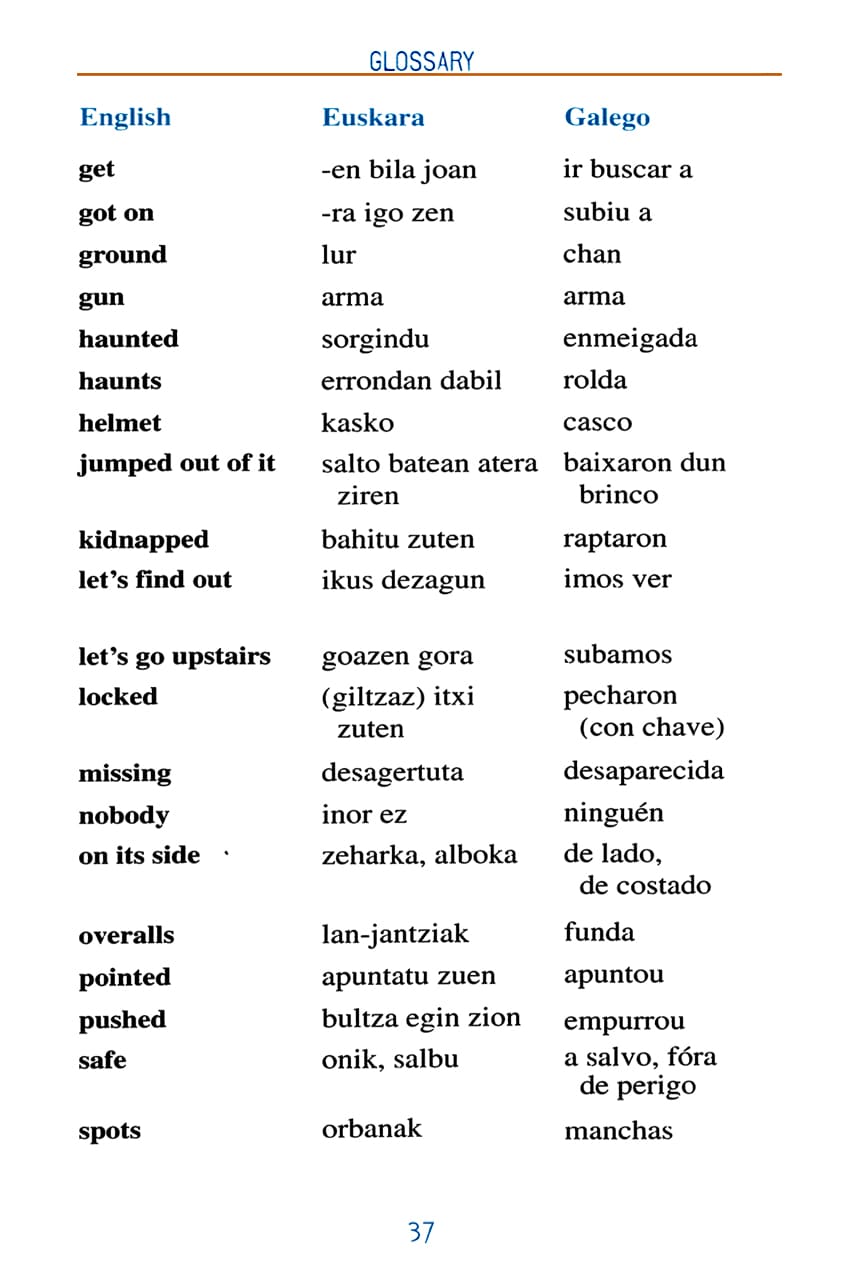 GLOSSARY
English Euskara Galego
get -en bila joan ir buscar a
got on -ra igo zen subiu a
ground lur chan
gun arma arma
haunted sorgindu enmeigada
haunts errondan dabil rolda
helmet kasko casco
jumped out of it salto batean atera baixaron dun
ziren brinco
kidnapped bahitu zuten raptaron
let's find out ikus dezagun imos ver
let's go upstairs goazen gora subamos
locked (giltzaz) itxi pecharon
zuten (con chave)
missing desagertuta desaparecida
nobody inor ez ninguén
on its side zeharka, alboka de lado,
de costado
overalls lan-jantziak funda
pointed apuntatu zuen apuntou
pushed bultza egin zion empurrou
safe onik, salbu a salvo, fóra
de perigo
spots orbanak manchas
37